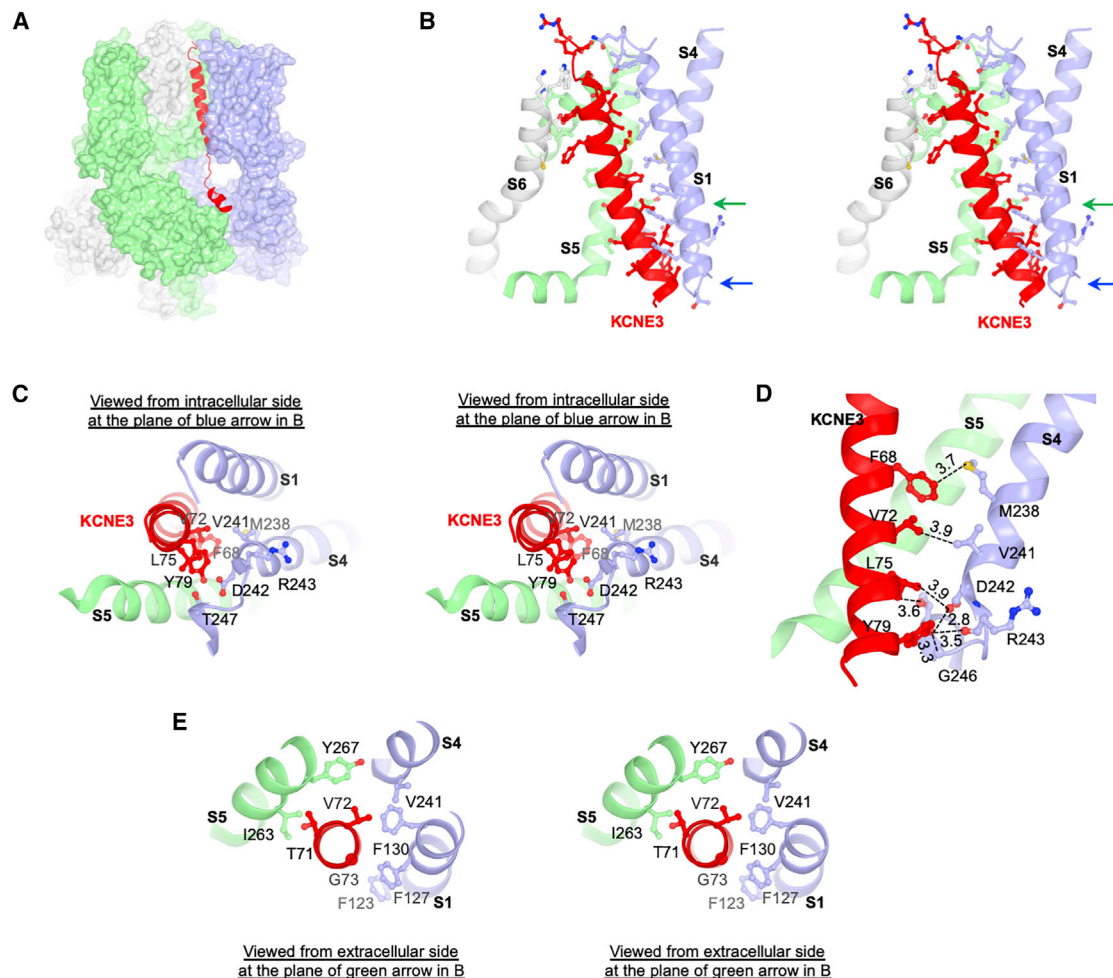 A
B
S4
S4
S6
S1
S6
S1
S5
S5
KCNE3
KCNE3
C
Viewed from intracellular side
at the plane of blue arrow in B
Viewed from intracellular side
at the plane of blue arrow in B
S1
KCNE3
V72
V241
M238
F68
L75
S4
Y79
R243
D242
S5
T247
S1
KCNE3
V72
V241
M238
F68
L75
S4
Y79
R243
D242
S5
T247
D
KCNE3
S5
S4
F68
3.7
M238
V72
3.9
V241
L75
D242
3.9
3.6
2.8
Y79
3.5
R243
3.3
G246
E
Y267
S4
V72
V241
S5
I263
T71
F130
G73
F127
F123
S1
Y267
S4
V72
V241
S5
I263
T71
F130
G73
F127
F123
S1
Viewed from extracellular side
at the plane of green arrow in B
Viewed from extracellular side
at the plane of green arrow in B